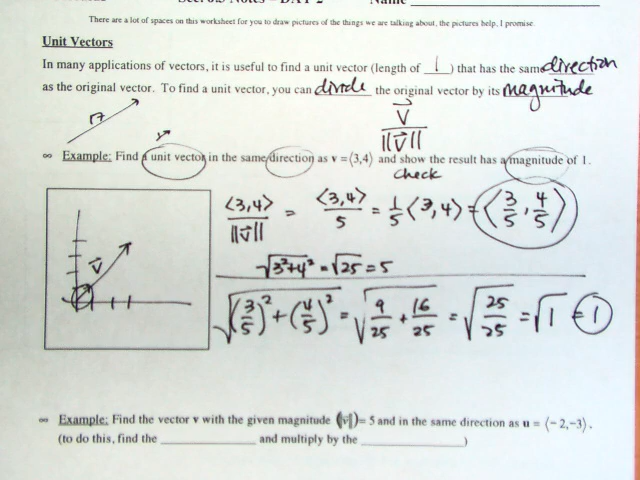 Name
There are a lot of spaces on this worksheet for you to draw pictures of the things we are talking about, the pictures help, I promise.
Unit Vectors
In many applications of vectors, it is useful to find a unit vector (length of 1) that has the same direction
as the original vector. To find a unit vector, you can divide the original vector by its magnitude
v⃗ / ||v⃗||
∞ Example: Find a unit vector in the same direction as v = ⟨3,4⟩ and show the result has a magnitude of 1.
check
⟨3,4⟩ / ||v⃗|| = ⟨3,4⟩ / 5 = 1/5 ⟨3,4⟩ = ⟨3/5, 4/5⟩
v⃗
√3²+4² = √25 = 5
√(3/5)² + (4/5)² = √9/25 + 16/25 = √25/25 = √1 = 1
∞ Example: Find the vector v with the given magnitude ||v|| = 5 and in the same direction as u = ⟨−2,−3⟩.
(to do this, find the ______________ and multiply by the ______________)